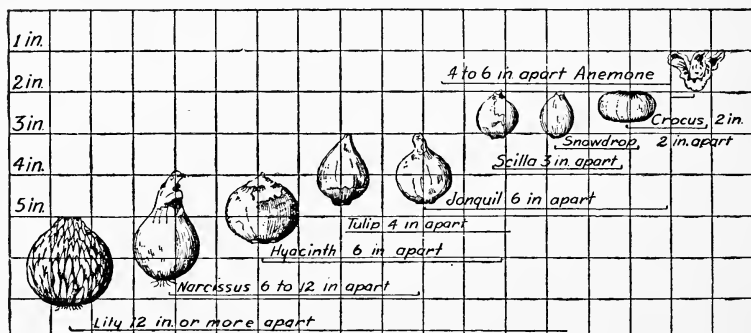 1 in.
2 in.
3 in.
4 in.
5 in.
4 to 6 in apart Anemone
Crocus, 2 in.
Snowdrop, 2 in. apart
Scilla 3 in. apart
Jonquil 6 in apart
Tulip 4 in apart
Hyacinth 6 in apart
Narcissus 6 to 12 in apart
Lily 12 in. or more apart